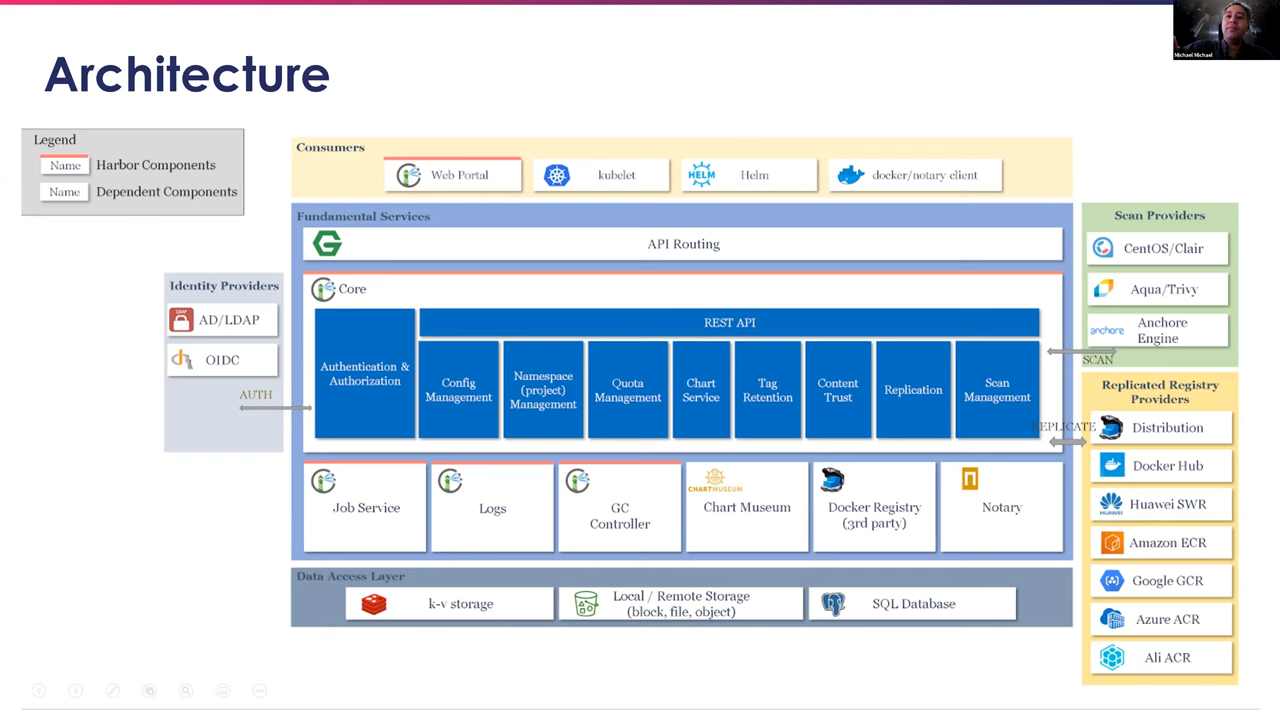 Michael Michael
Architecture
Legend
Name Harbor Components
Name Dependent Components
Consumers
Web Portal
kubelet
HELM Helm
docker/notary client
Fundamental Services
API Routing
Core
Authentication &
Authorization
REST API
Config
Management
Namespace
(project)
Management
Quota
Management
Chart
Service
Tag
Retention
Content
Trust
Replication
Scan
Management
Job Service
Logs
GC
Controller
CHARTMUSEUM
Chart Museum
Docker Registry
(3rd party)
Notary
Data Access Layer
k-v storage
Local / Remote Storage
(block, file, object)
SQL Database
Identity Providers
LDAP
AD/LDAP
OIDC
AUTH
Scan Providers
CentOS/Clair
Aqua/Trivy
anchore
Anchore
Engine
SCAN
Replicated Registry
Providers
REPLICATE
Distribution
Docker Hub
HUAWEI
Huawei SWR
Amazon ECR
Google GCR
Azure ACR
Ali ACR